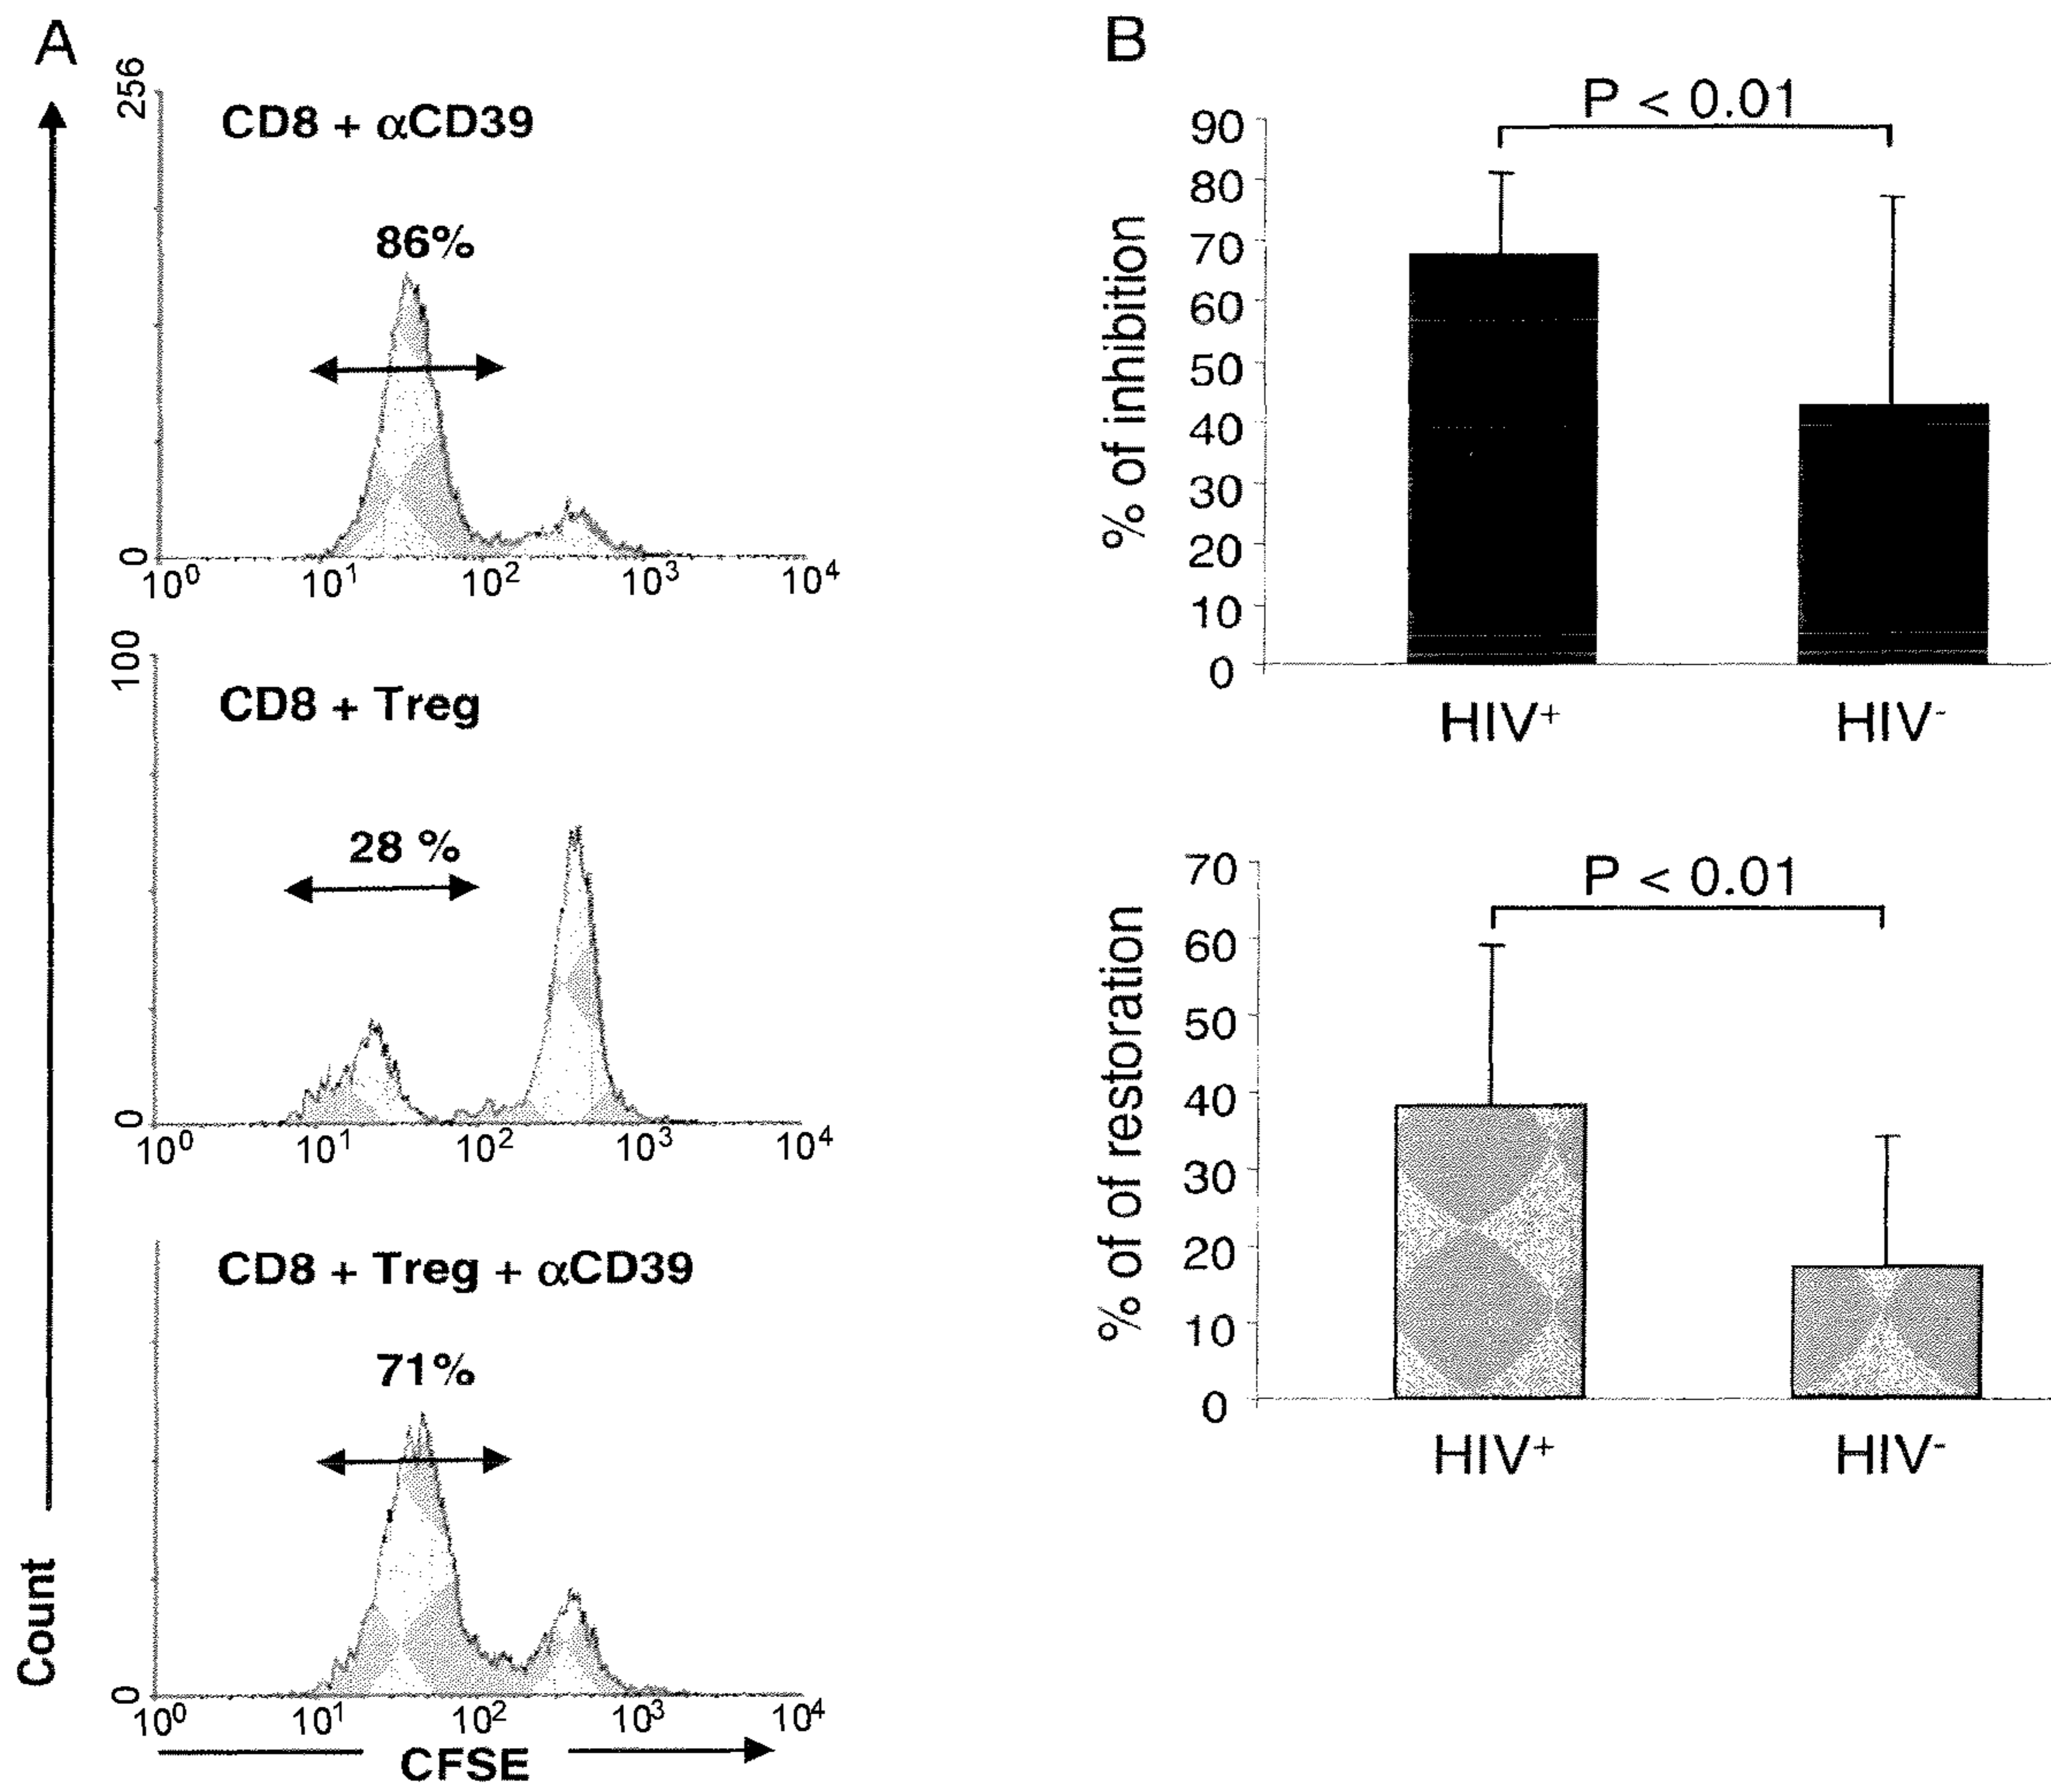 A
256
CD8 + αCD39
86%
0
10⁰ 10¹ 10² 10³ 10⁴
100
CD8 + Treg
28 %
0
10⁰ 10¹ 10² 10³ 10⁴
CD8 + Treg + αCD39
71%
0
10⁰ 10¹ 10² 10³ 10⁴
Count
CFSE
B
P < 0.01
90
80
70
60
50
40
30
20
10
0
% of inhibition
HIV⁺ HIV⁻
P < 0.01
70
60
50
40
30
20
10
0
% of of restoration
HIV⁺ HIV⁻